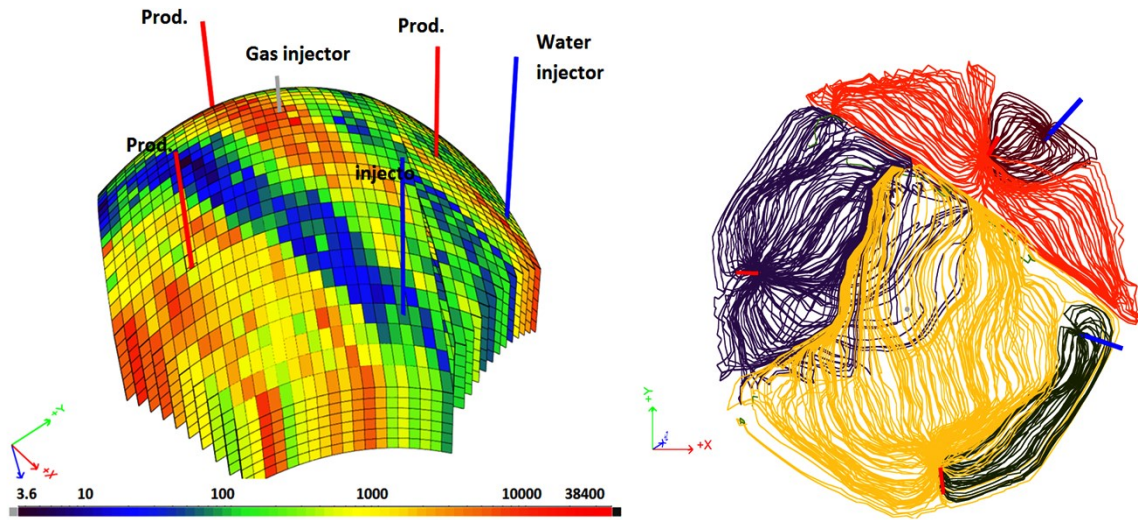 Prod.
Gas injector
Prod.
Water
injector
Prod.
injecto
+Y
+X
+Y
+X
3.6 10 100 1000 10000 38400